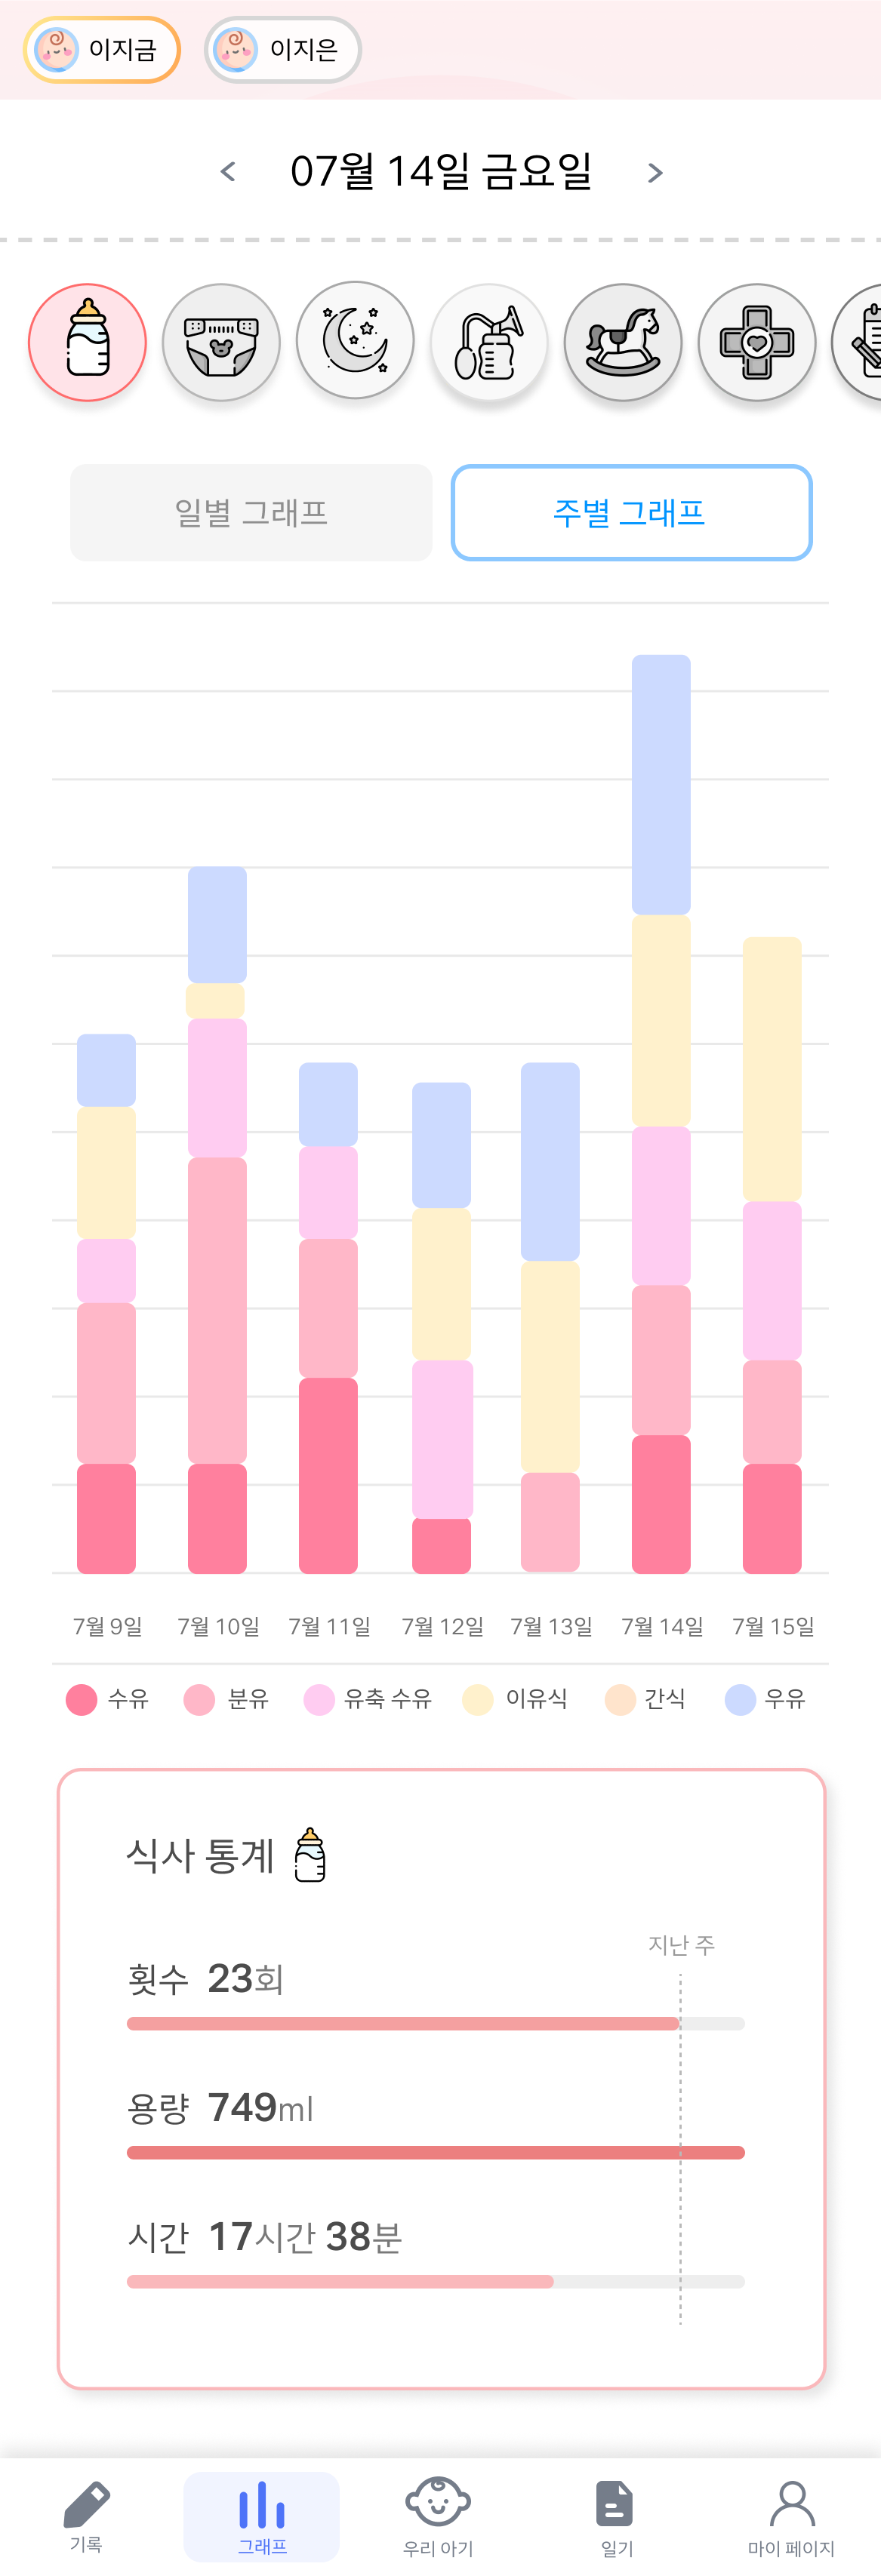 이지금 이지은
< 07월 14일 금요일 >
일별 그래프 주별 그래프
7월 9일 7월 10일 7월 11일 7월 12일 7월 13일 7월 14일 7월 15일
수유 분유 유축 수유 이유식 간식 우유
식사 통계
지난 주
횟수 23회
용량 749ml
시간 17시간 38분
기록 그래프 우리 아기 일기 마이 페이지